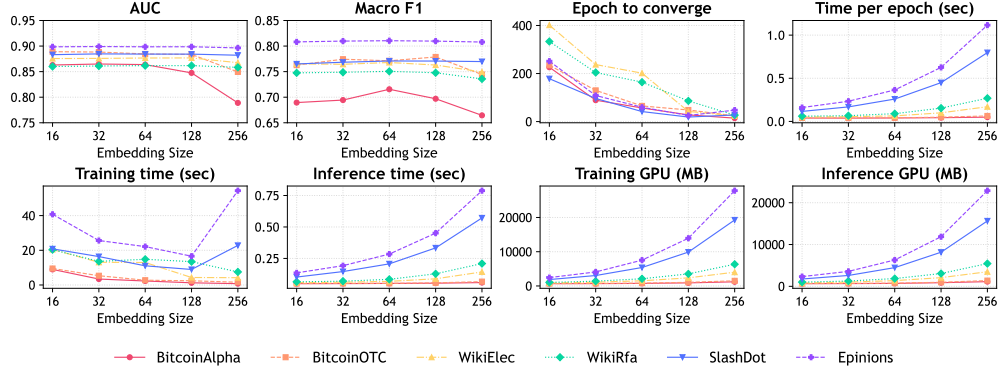 AUC
0.95
0.90
0.85
0.80
0.75
16 32 64 128 256
Embedding Size
Macro F1
0.85
0.80
0.75
0.70
0.65
16 32 64 128 256
Embedding Size
Epoch to converge
400
200
0
16 32 64 128 256
Embedding Size
Time per epoch (sec)
1.0
0.5
0.0
16 32 64 128 256
Embedding Size
Training time (sec)
40
20
0
16 32 64 128 256
Embedding Size
Inference time (sec)
0.75
0.50
0.25
16 32 64 128 256
Embedding Size
Training GPU (MB)
20000
10000
0
16 32 64 128 256
Embedding Size
Inference GPU (MB)
20000
10000
0
16 32 64 128 256
Embedding Size
BitcoinAlpha BitcoinOTC WikiElec WikiRfa SlashDot Epinions